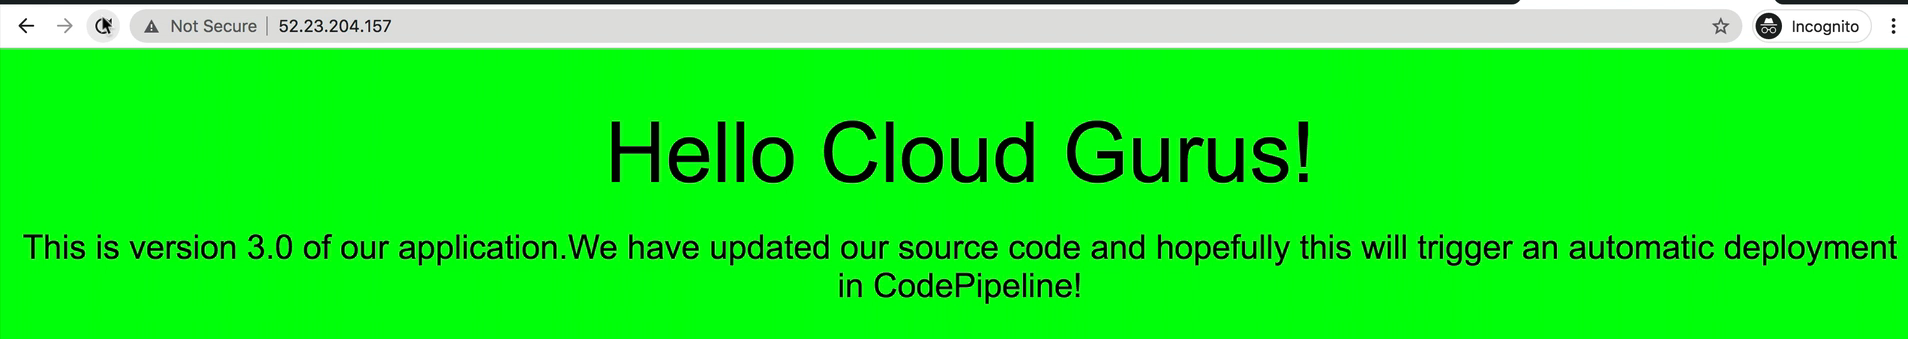 Not Secure | 52.23.204.157
Incognito
Hello Cloud Gurus!
This is version 3.0 of our application.We have updated our source code and hopefully this will trigger an automatic deployment
in CodePipeline!